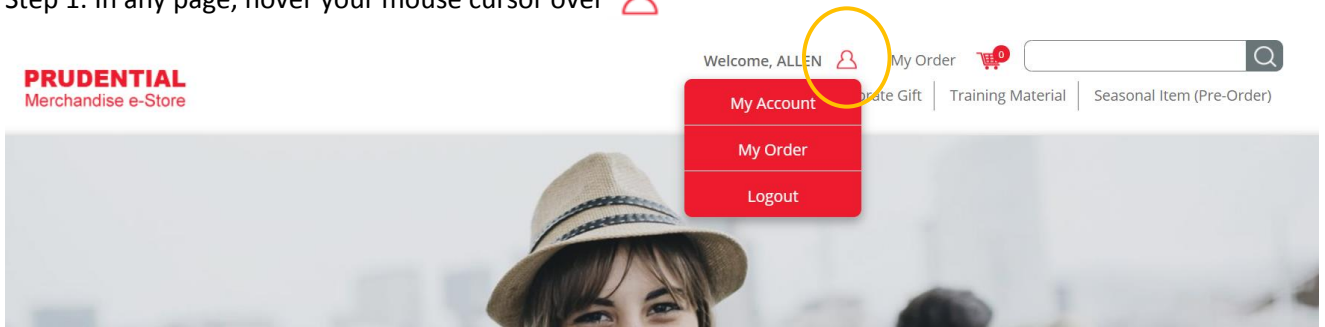 Step 1: In any page, hover your mouse cursor over
Welcome, ALLEN My Order 0
PRUDENTIAL
Merchandise e-Store
My Account
Gift Training Material Seasonal Item (Pre-Order)
My Order
Logout